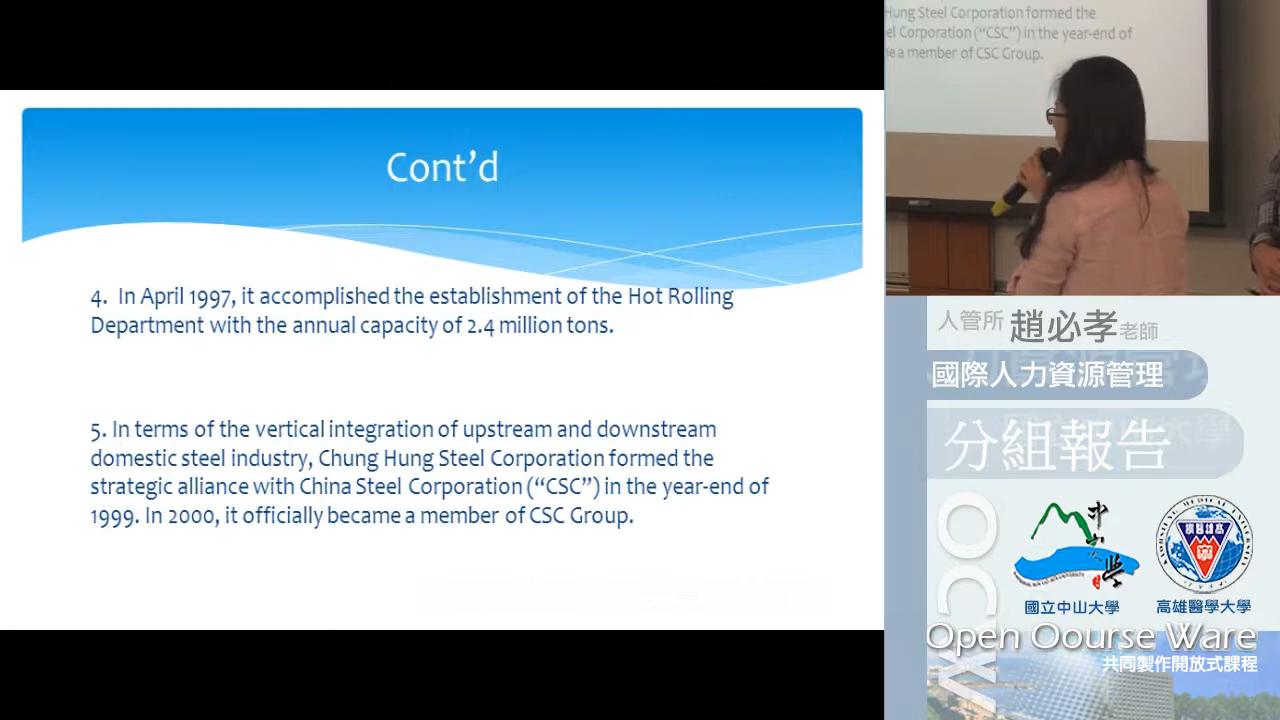 Cont'd
4. In April 1997, it accomplished the establishment of the Hot Rolling
Department with the annual capacity of 2.4 million tons.
5. In terms of the vertical integration of upstream and downstream
domestic steel industry, Chung Hung Steel Corporation formed the
strategic alliance with China Steel Corporation ("CSC") in the year-end of
1999. In 2000, it officially became a member of CSC Group.
Hung Steel Corporation formed the
el Corporation ("CSC") in the year-end of
e a member of CSC Group.
人管所 趙必孝老師
國際人力資源管理
分組報告
OCW
國立中山大學
高雄醫學大學
Open Oourse Ware
共同製作開放式課程